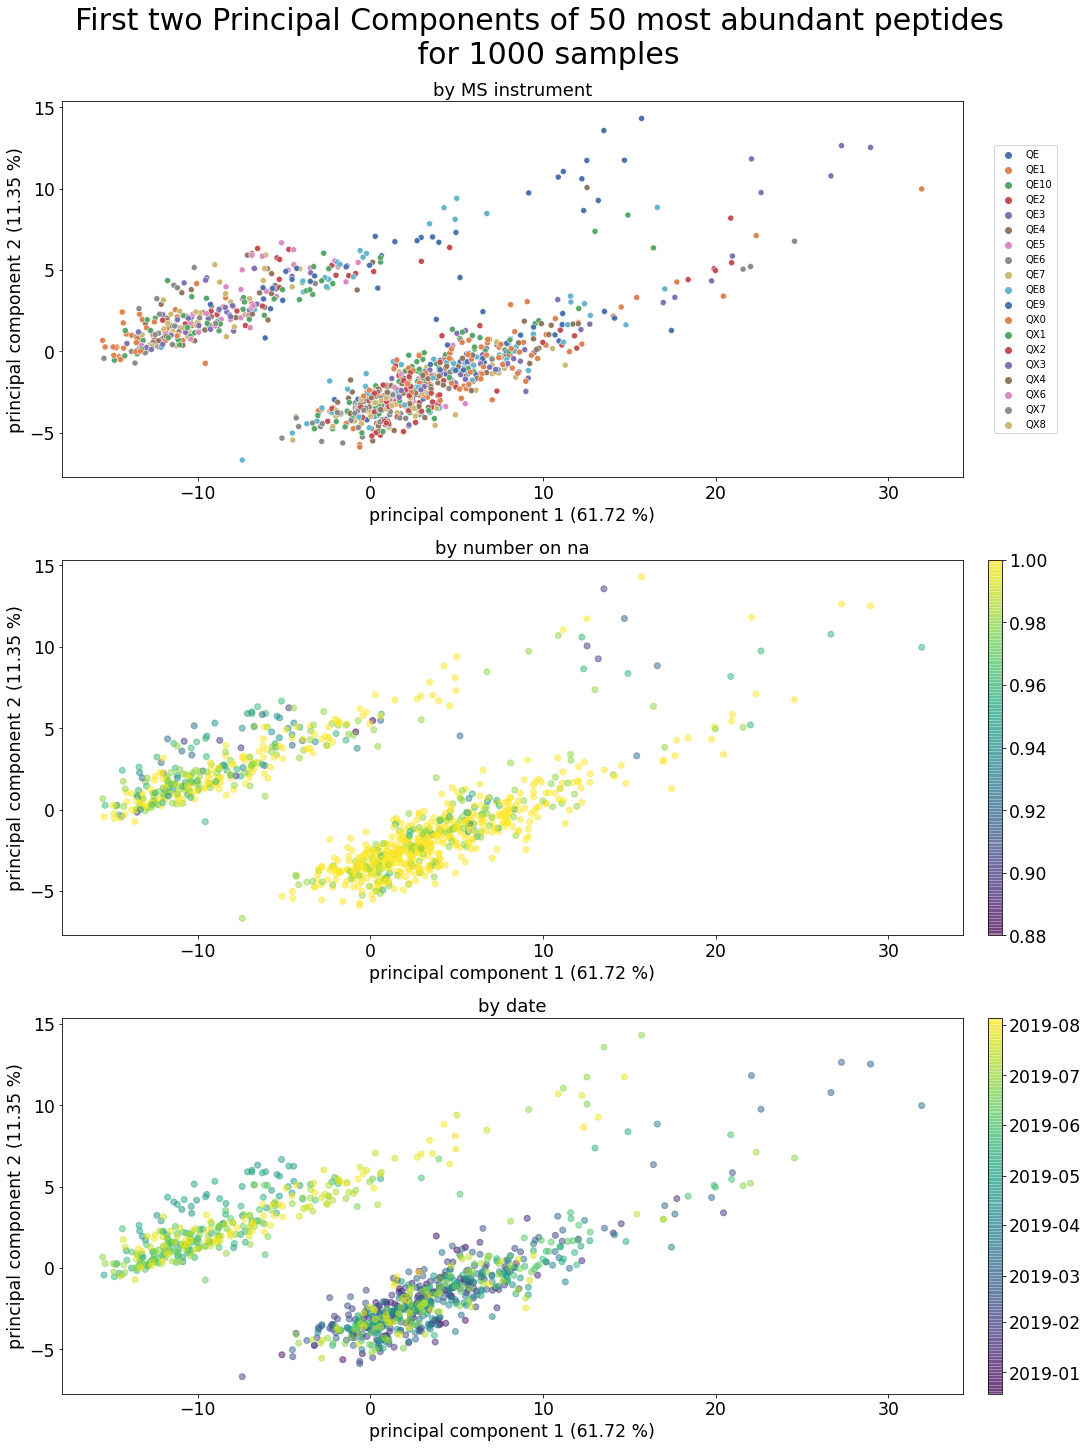 First two Principal Components of 50 most abundant peptides
for 1000 samples
by MS instrument
principal component 2 (11.35 %)
15
10
5
0
−5
−10
0
10
20
30
principal component 1 (61.72 %)
QE
QE1
QE10
QE2
QE3
QE4
QE5
QE6
QE7
QE8
QE9
QX0
QX1
QX2
QX3
QX4
QX6
QX7
QX8
by number on na
principal component 2 (11.35 %)
15
10
5
0
−5
−10
0
10
20
30
principal component 1 (61.72 %)
1.00
0.98
0.96
0.94
0.92
0.90
0.88
by date
principal component 2 (11.35 %)
15
10
5
0
−5
−10
0
10
20
30
principal component 1 (61.72 %)
2019-08
2019-07
2019-06
2019-05
2019-04
2019-03
2019-02
2019-01